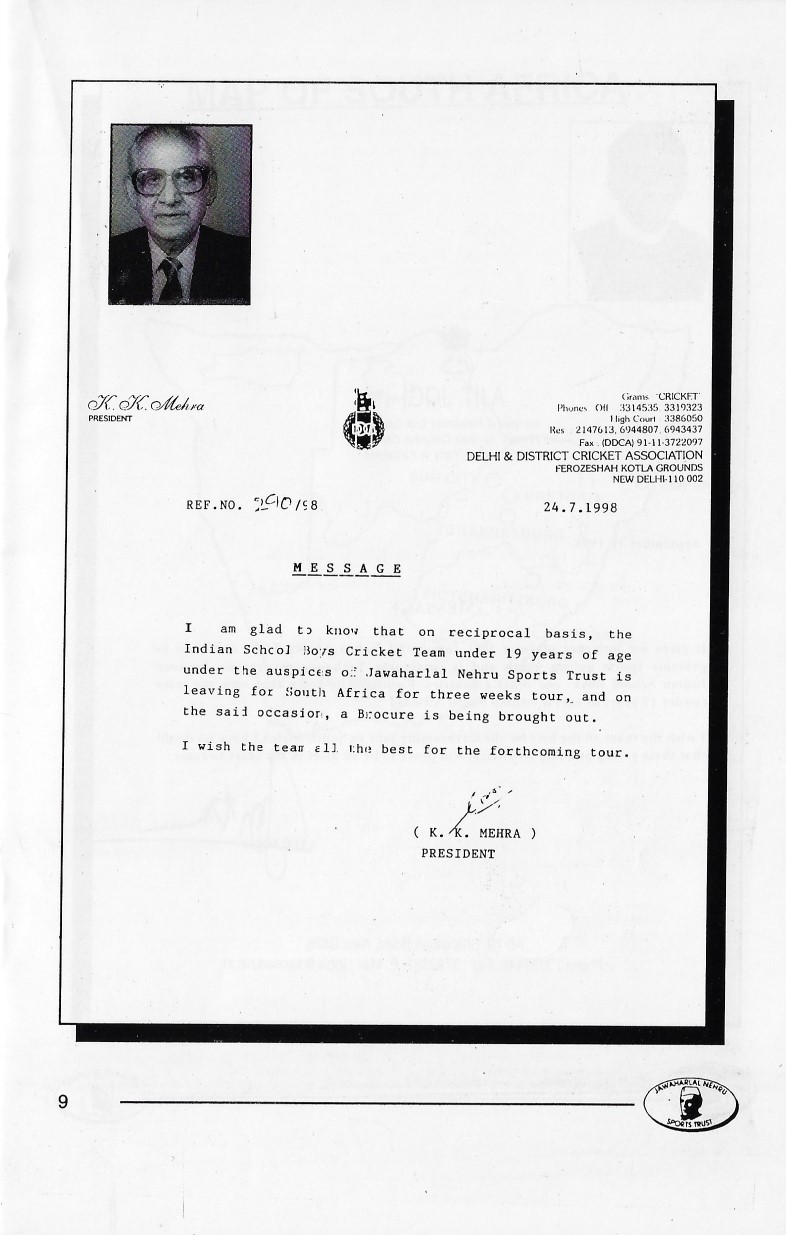 K. K. Mehra
PRESIDENT
DDCA
Grams "CRICKET"
Phones Off 3314535, 3319323
High Court 3386050
Res. 2147613, 6944807, 6943437
Fax : (DDCA) 91-11-3722097
DELHI & DISTRICT CRICKET ASSOCIATION
FEROZESHAH KOTLA GROUNDS
NEW DELHI-110 002
REF.NO. 290/98
24.7.1998
MESSAGE
I am glad to know that on reciprocal basis, the
Indian School Boys Cricket Team under 19 years of age
under the auspices of Jawaharlal Nehru Sports Trust is
leaving for South Africa for three weeks tour, and on
the said occasion, a Brocure is being brought out.
I wish the team all the best for the forthcoming tour.
( K. K. MEHRA )
PRESIDENT
9
JAWAHARLAL NEHRU
SPORTS TRUST